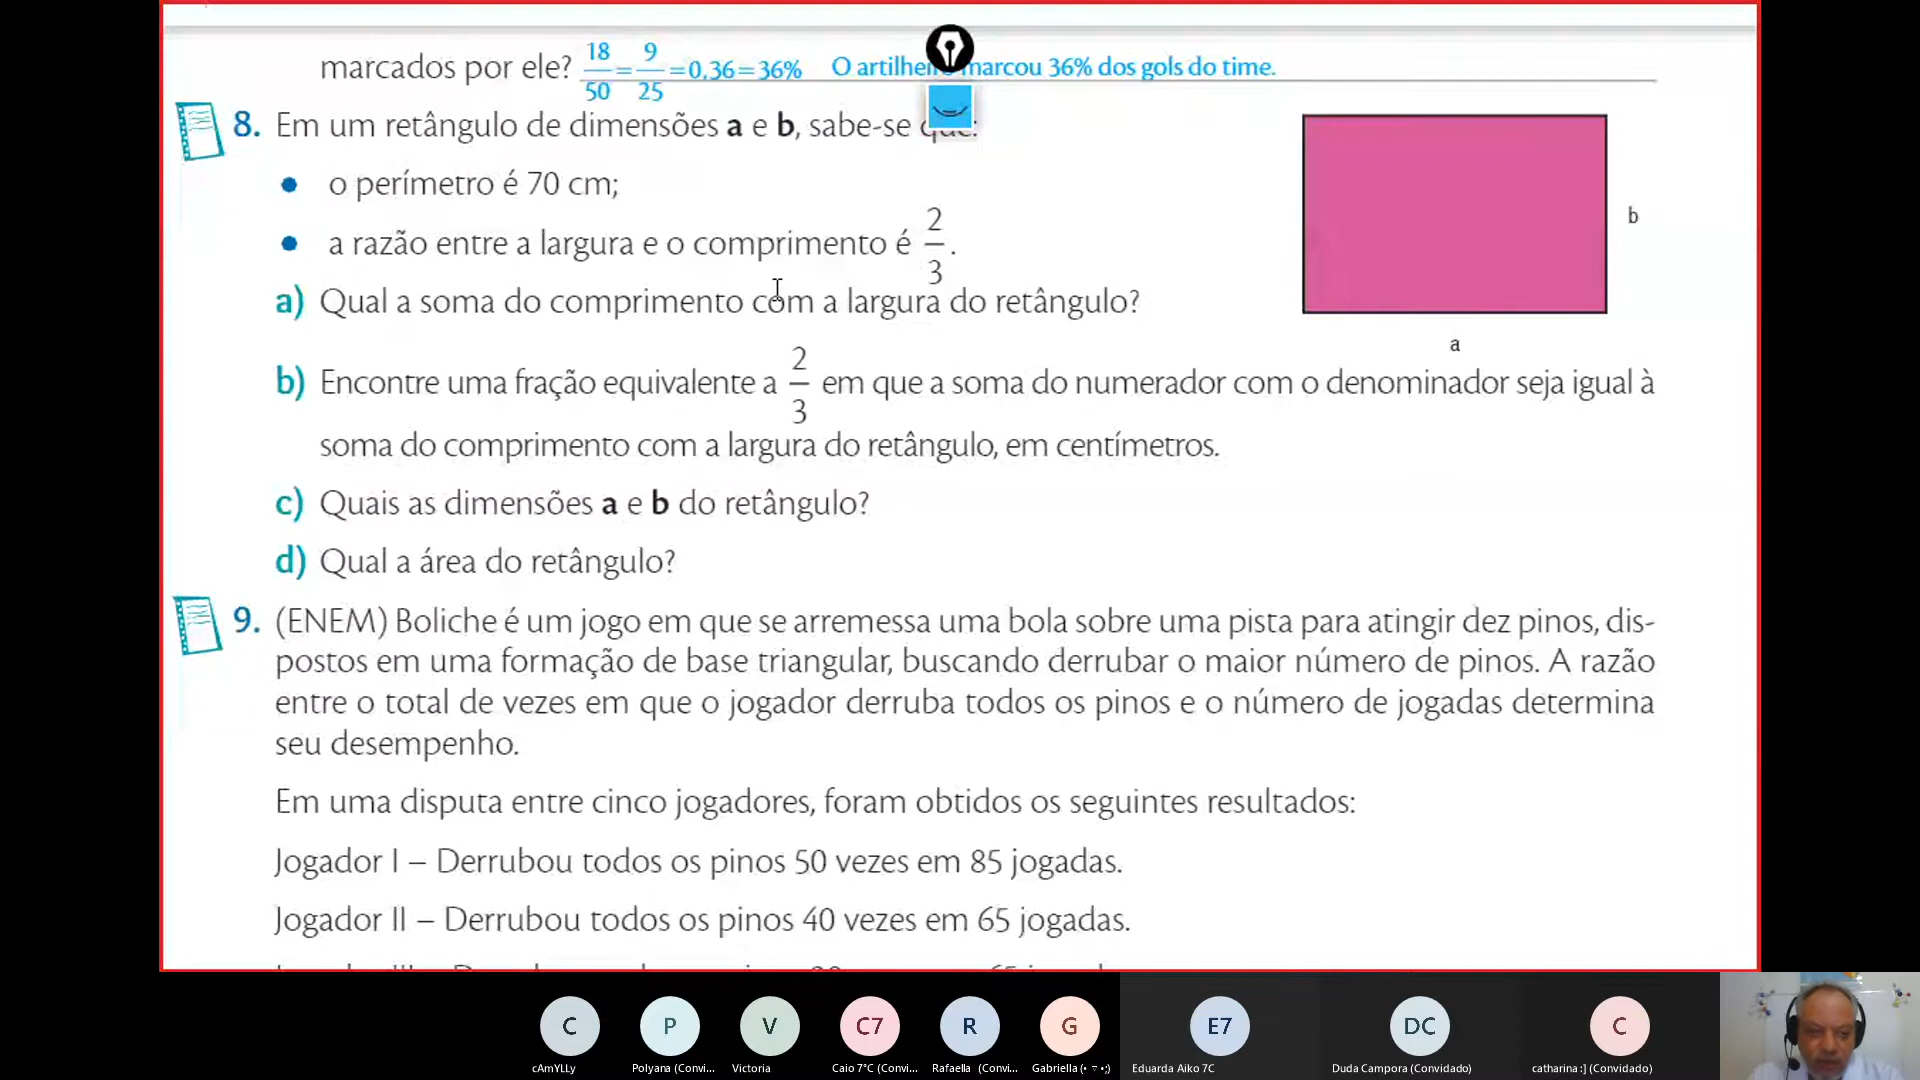 marcados por ele? 18/50 = 9/25 = 0,36 = 36% O artilheiro marcou 36% dos gols do time.
8. Em um retângulo de dimensões a e b, sabe-se que:
• o perímetro é 70 cm;
• a razão entre a largura e o comprimento é 2/3.
a) Qual a soma do comprimento com a largura do retângulo?
b
a
b) Encontre uma fração equivalente a 2/3 em que a soma do numerador com o denominador seja igual à
soma do comprimento com a largura do retângulo, em centímetros.
c) Quais as dimensões a e b do retângulo?
d) Qual a área do retângulo?
9. (ENEM) Boliche é um jogo em que se arremessa uma bola sobre uma pista para atingir dez pinos, dis-
postos em uma formação de base triangular, buscando derrubar o maior número de pinos. A razão
entre o total de vezes em que o jogador derruba todos os pinos e o número de jogadas determina
seu desempenho.
Em uma disputa entre cinco jogadores, foram obtidos os seguintes resultados:
Jogador I – Derrubou todos os pinos 50 vezes em 85 jogadas.
Jogador II – Derrubou todos os pinos 40 vezes em 65 jogadas.
C P V C7 R G E7 DC C
cAmYLLy Polyana (Convi... Victoria Caio 7°C (Convi... Rafaella (Convi... Gabriella (• ▿ •;) Eduarda Aiko 7C Duda Campora (Convidado) catharina :] (Convidado)